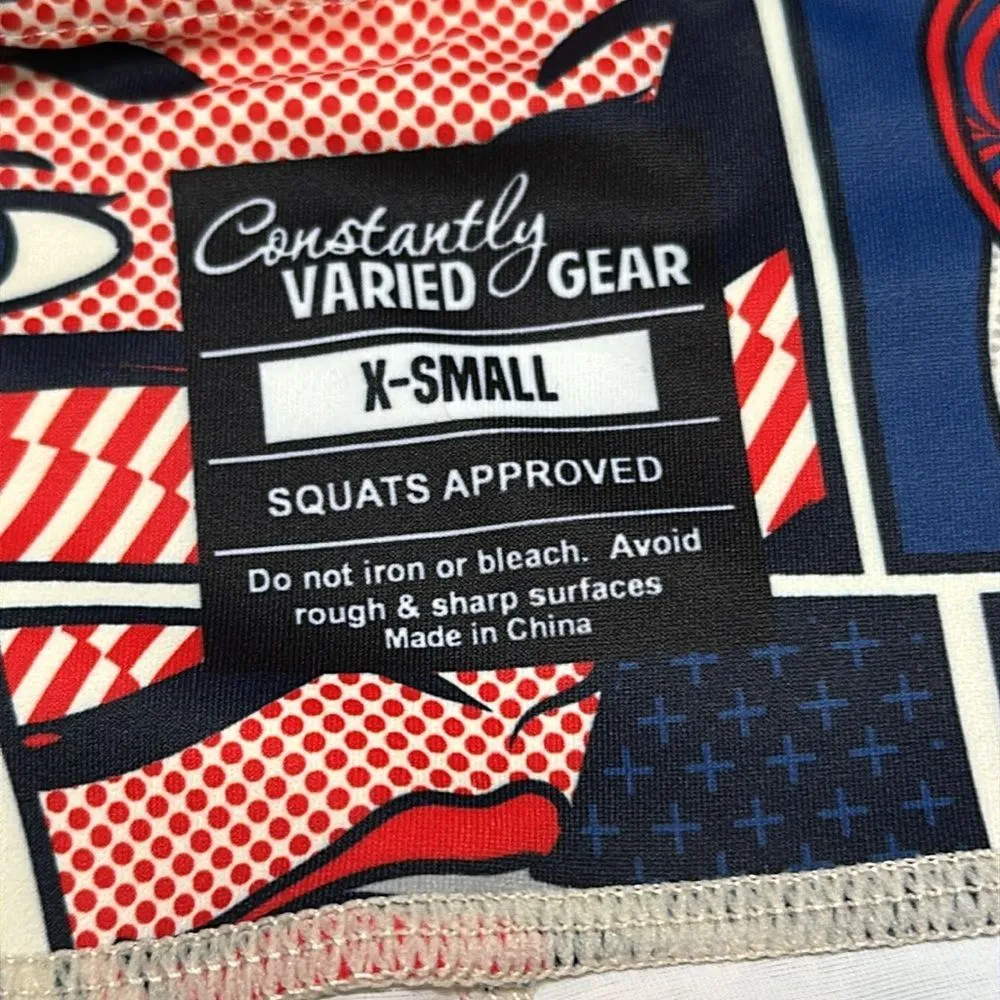 Constantly
VARIED GEAR
X-SMALL
SQUATS APPROVED
Do not iron or bleach. Avoid
rough & sharp surfaces
Made in China